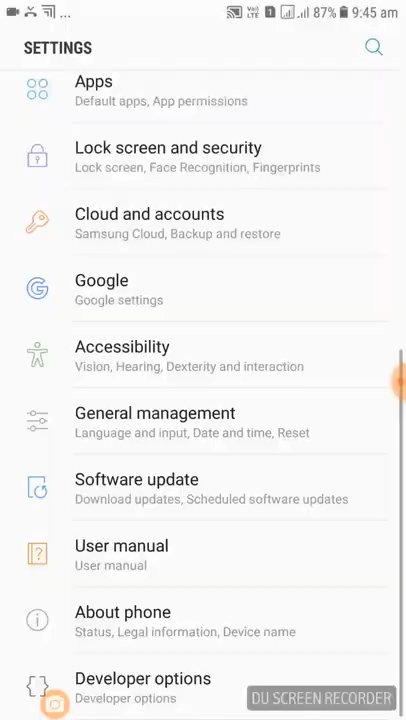 ... Vo) LTE 1 87% 9:45 am
SETTINGS
Apps
Default apps, App permissions
Lock screen and security
Lock screen, Face Recognition, Fingerprints
Cloud and accounts
Samsung Cloud, Backup and restore
Google
Google settings
Accessibility
Vision, Hearing, Dexterity and interaction
General management
Language and input, Date and time, Reset
Software update
Download updates, Scheduled software updates
User manual
User manual
About phone
Status, Legal information, Device name
Developer options
Developer options
DU SCREEN RECORDER